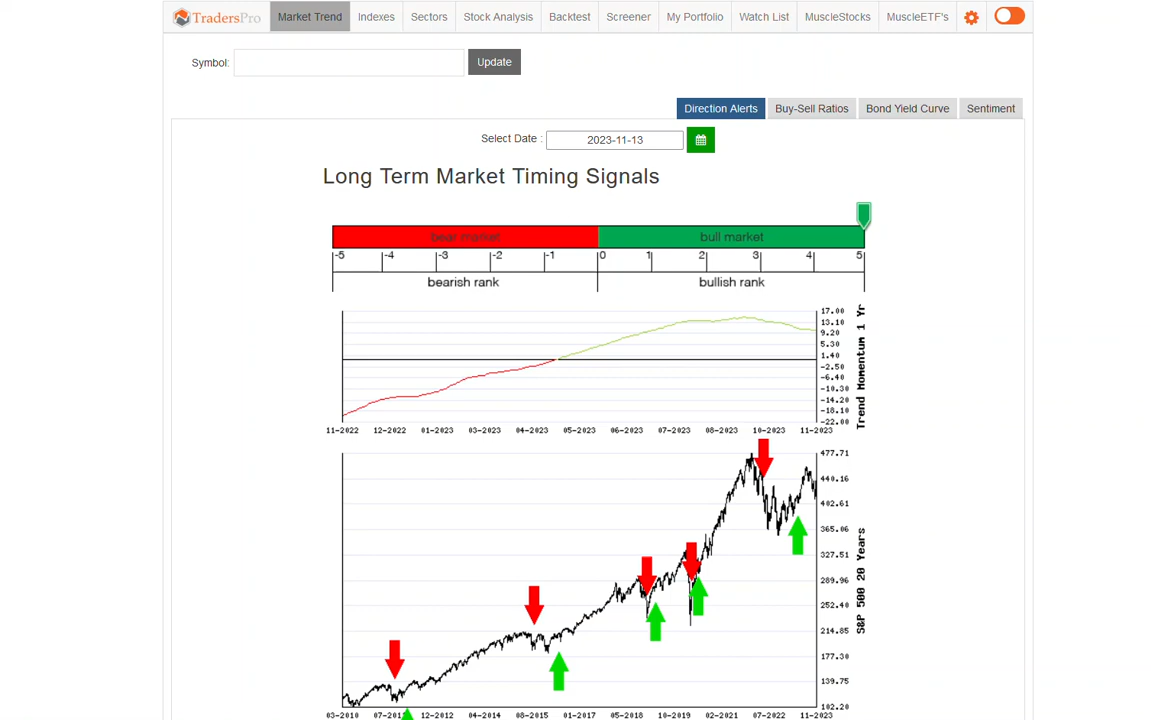 TradersPro Market Trend Indexes Sectors Stock Analysis Backtest Screener My Portfolio Watch List MuscleStocks MuscleETF's
Symbol: Update
Direction Alerts Buy-Sell Ratios Bond Yield Curve Sentiment
Select Date : 2023-11-13
Long Term Market Timing Signals
bear market bull market
-5 -4 -3 -2 -1 0 1 2 3 4 5
bearish rank bullish rank
17.00
13.10
9.20
5.30
1.40
-2.50
-6.40
-10.30
-14.20
-18.10
-22.00
Trend Momentum 1 Yr
11-2022 12-2022 01-2023 03-2023 04-2023 05-2023 06-2023 07-2023 08-2023 10-2023 11-2023
477.71
440.16
402.61
365.06
327.51
289.96
252.40
214.85
177.30
139.75
102.20
S&P 500 20 Years
03-2010 07-201 12-2012 04-2014 08-2015 01-2017 05-2018 10-2019 02-2021 07-2022 11-2023